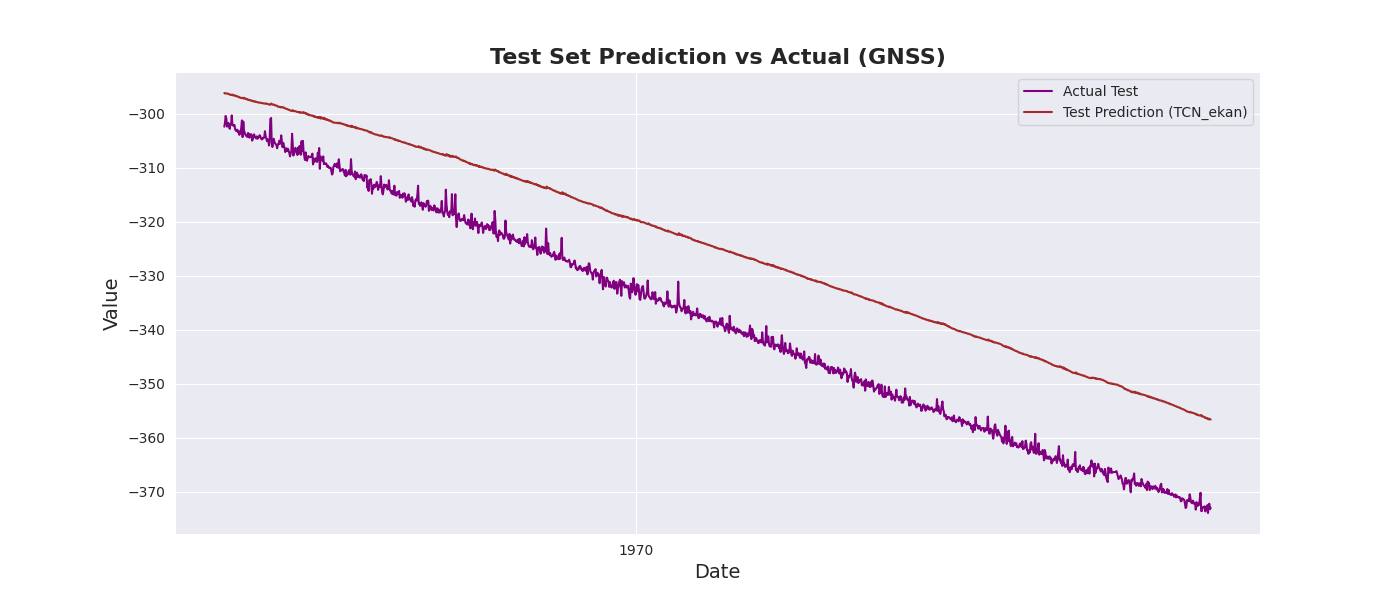 Test Set Prediction vs Actual (GNSS)
Actual Test
Test Prediction (TCN_ekan)
−300
−310
−320
−330
−340
−350
−360
−370
Value
1970
Date